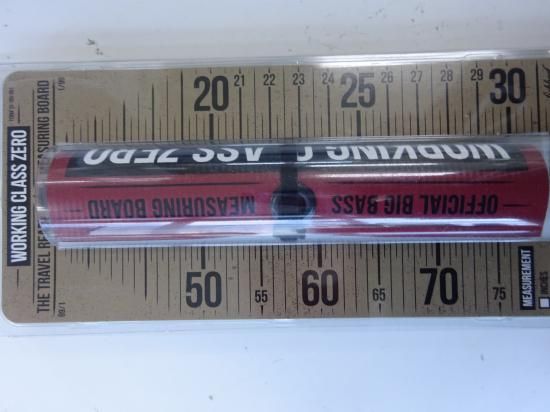 WORKING CLASS ZERO
THE TRAVEL
MEASURING BOARD
20 21 22 23 24 25 26 27 28 29 30
WORKING CLASS ZERO
OFFICIAL BIG BASS MEASURING BOARD
50 55 60 65 70 75
MEASUREMENT
INCHES